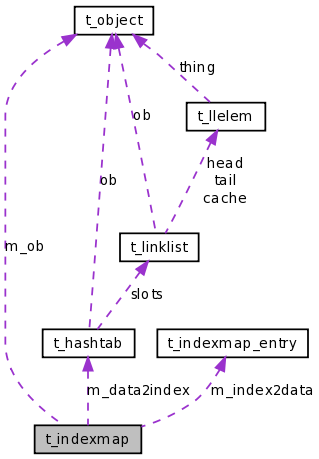 t_object
thing
t_llelem
ob
head
tail
cache
ob
m_ob
t_linklist
slots
t_hashtab
t_indexmap_entry
m_data2index
m_index2data
t_indexmap